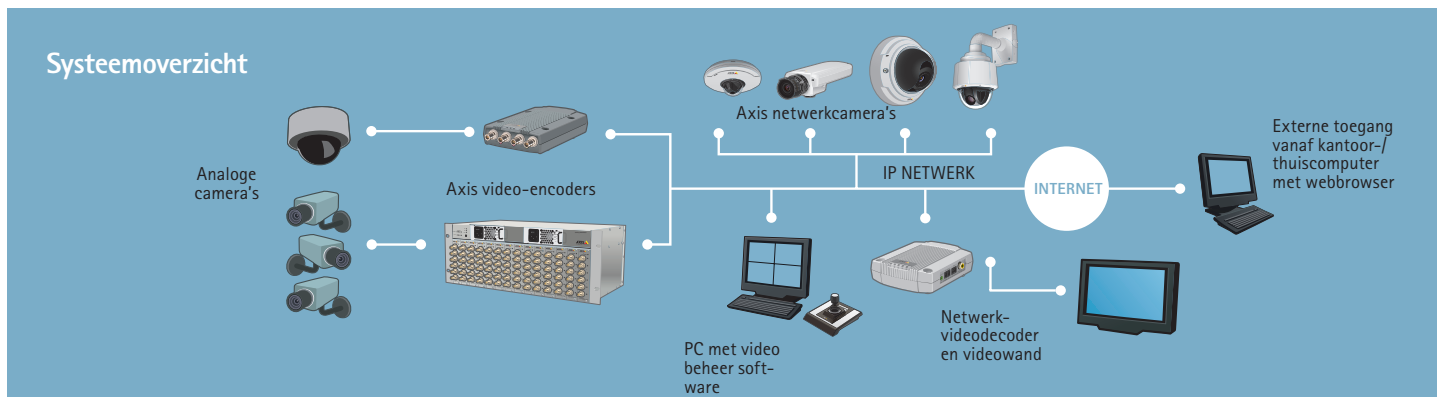 Systeemoverzicht
Analoge
camera's
Axis video-encoders
Axis netwerkcamera's
IP NETWERK
INTERNET
Externe toegang
vanaf kantoor-/
thuiscomputer
met webbrowser
PC met video
beheer soft-
ware
Netwerk-
videodecoder
en videowand